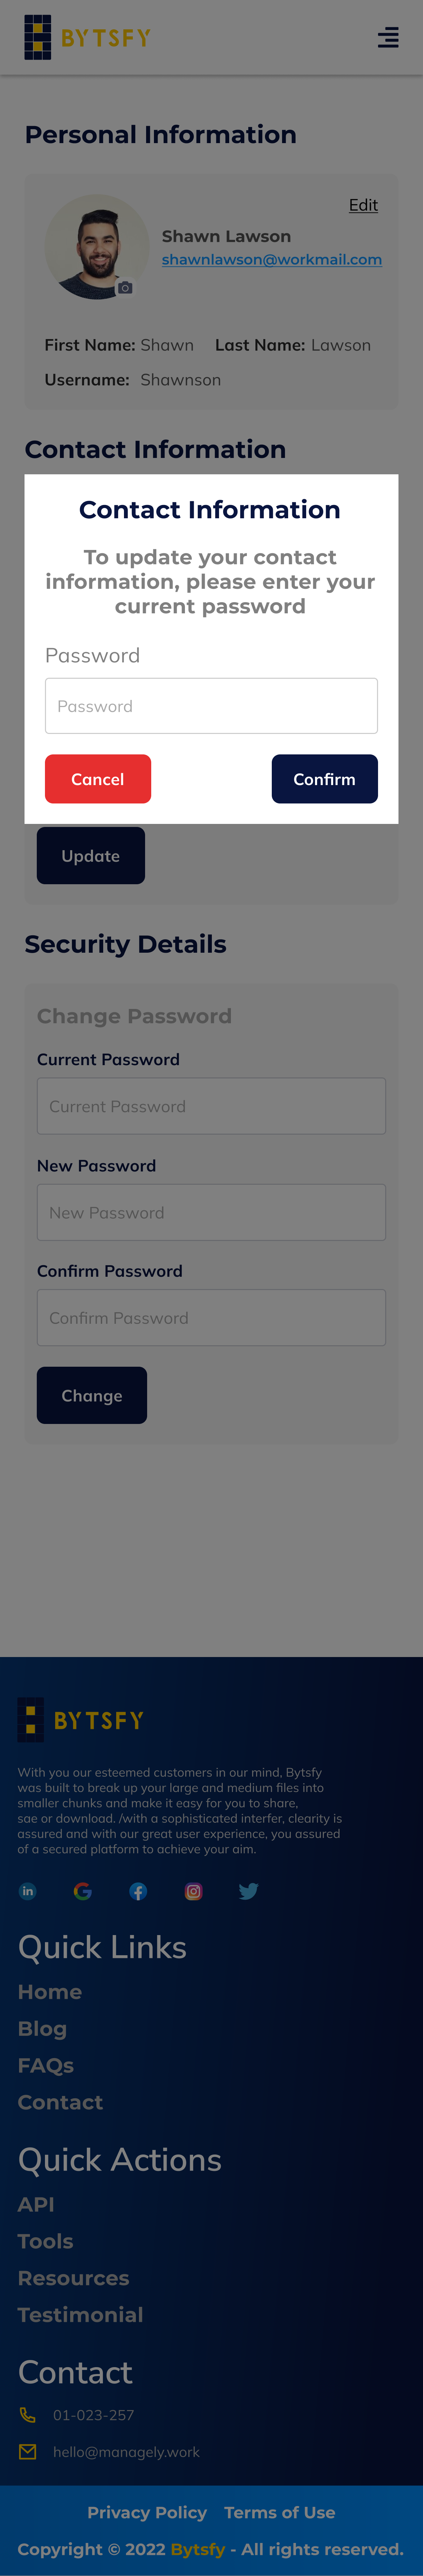 BYTSFY
Personal Information
Edit
Shawn Lawson
shawnlawson@workmail.com
First Name: Shawn Last Name: Lawson
Username: Shawnson
Contact Information
Contact Information
To update your contact
information, please enter your
current password
Password
Password
Cancel Confirm
Update
Security Details
Change Password
Current Password
Current Password
New Password
New Password
Confirm Password
Confirm Password
Change
BYTSFY
With you our esteemed customers in our mind, Bytsfy
was built to break up your large and medium files into
smaller chunks and make it easy for you to share,
sae or download. /with a sophisticated interfer, clearity is
assured and with our great user experience, you assured
of a secured platform to achieve your aim.
in
Quick Links
Home
Blog
FAQs
Contact
Quick Actions
API
Tools
Resources
Testimonial
Contact
01-023-257
hello@managely.work
Privacy Policy Terms of Use
Copyright © 2022 Bytsfy - All rights reserved.